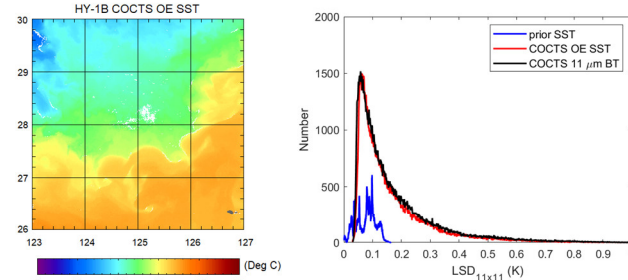 HY-1B COCTS OE SST
30
29
28
27
26
123 124 125 126 127
(Deg C)
2000
1500
1000
500
0
Number
prior SST
COCTS OE SST
COCTS 11 μm BT
0 0.1 0.2 0.3 0.4 0.5 0.6 0.7 0.8 0.9
LSD11x11 (K)